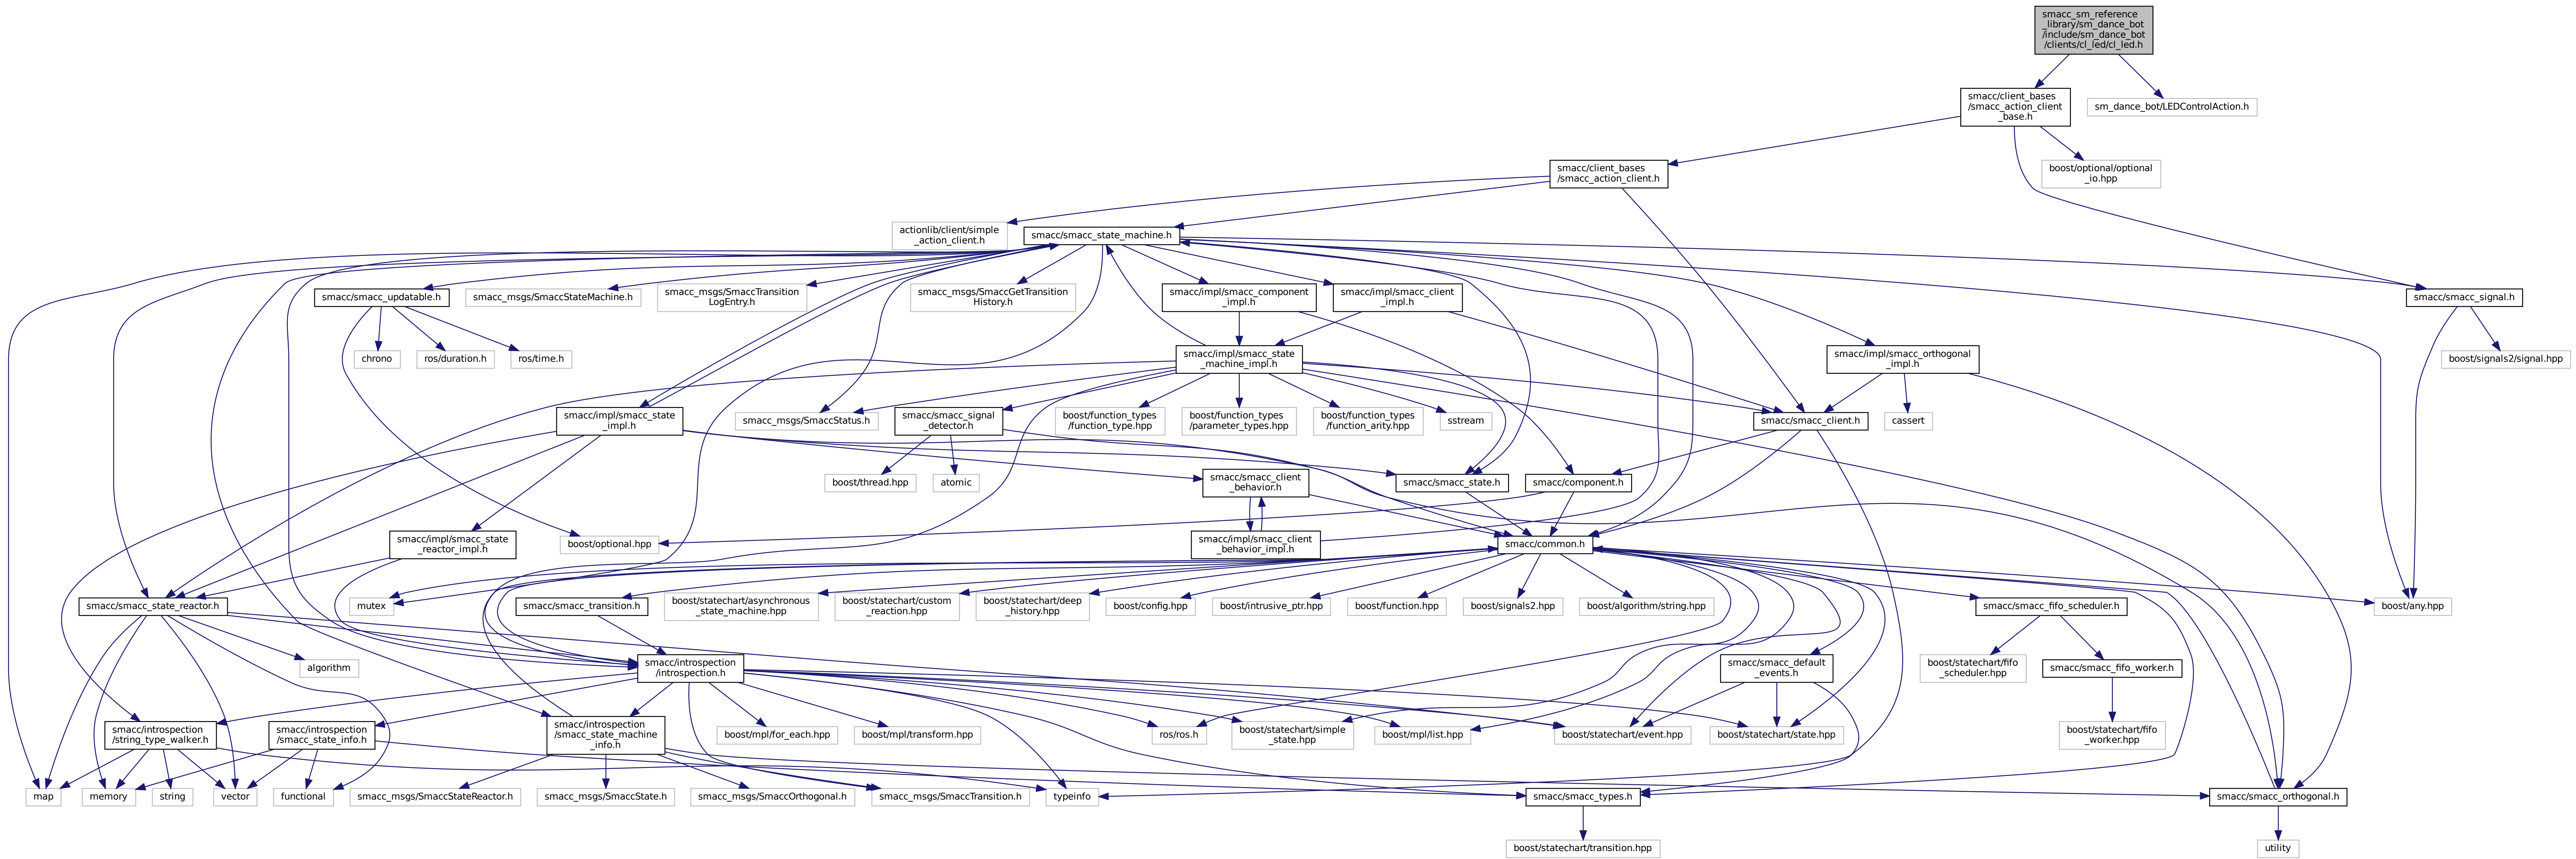 smacc_sm_reference
_library/sm_dance_bot
/include/sm_dance_bot
/clients/cl_led/cl_led.h
smacc/client_bases
/smacc_action_client
_base.h
sm_dance_bot/LEDControlAction.h
smacc/client_bases
/smacc_action_client.h
boost/optional/optional
_io.hpp
actionlib/client/simple
_action_client.h
smacc/smacc_state_machine.h
smacc/smacc_updatable.h
smacc_msgs/SmaccStateMachine.h
smacc_msgs/SmaccTransition
LogEntry.h
smacc_msgs/SmaccGetTransition
History.h
smacc/impl/smacc_component
_impl.h
smacc/impl/smacc_client
_impl.h
smacc/smacc_signal.h
chrono
ros/duration.h
ros/time.h
smacc/impl/smacc_state
_machine_impl.h
smacc/impl/smacc_orthogonal
_impl.h
boost/signals2/signal.hpp
smacc/impl/smacc_state
_impl.h
smacc_msgs/SmaccStatus.h
smacc/smacc_signal
_detector.h
boost/function_types
/function_type.hpp
boost/function_types
/parameter_types.hpp
boost/function_types
/function_arity.hpp
sstream
smacc/smacc_client.h
cassert
boost/thread.hpp
atomic
smacc/smacc_client
_behavior.h
smacc/smacc_state.h
smacc/component.h
smacc/impl/smacc_state
_reactor_impl.h
boost/optional.hpp
smacc/impl/smacc_client
_behavior_impl.h
smacc/common.h
smacc/smacc_state_reactor.h
mutex
smacc/smacc_transition.h
boost/statechart/asynchronous
_state_machine.hpp
boost/statechart/custom
_reaction.hpp
boost/statechart/deep
_history.hpp
boost/config.hpp
boost/intrusive_ptr.hpp
boost/function.hpp
boost/signals2.hpp
boost/algorithm/string.hpp
smacc/smacc_fifo_scheduler.h
boost/any.hpp
algorithm
smacc/introspection
/introspection.h
smacc/smacc_default
_events.h
boost/statechart/fifo
_scheduler.hpp
smacc/smacc_fifo_worker.h
smacc/introspection
/string_type_walker.h
smacc/introspection
/smacc_state_info.h
smacc/introspection
/smacc_state_machine
_info.h
boost/mpl/for_each.hpp
boost/mpl/transform.hpp
ros/ros.h
boost/statechart/simple
_state.hpp
boost/mpl/list.hpp
boost/statechart/event.hpp
boost/statechart/state.hpp
boost/statechart/fifo
_worker.hpp
map
memory
string
vector
functional
smacc_msgs/SmaccStateReactor.h
smacc_msgs/SmaccState.h
smacc_msgs/SmaccOrthogonal.h
smacc_msgs/SmaccTransition.h
typeinfo
smacc/smacc_types.h
smacc/smacc_orthogonal.h
boost/statechart/transition.hpp
utility